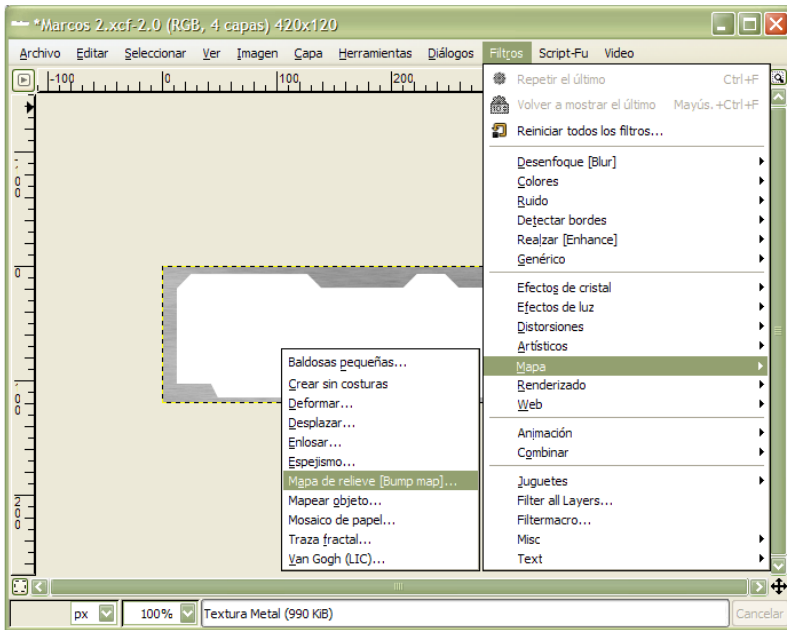 *Marcos 2.xcf-2.0 (RGB, 4 capas) 420x120
Archivo Editar Seleccionar Ver Imagen Capa Herramientas Diálogos Filtros Script-Fu Video
-100 0 100 200
Repetir el último Ctrl+F
Volver a mostrar el último Mayús.+Ctrl+F
Reiniciar todos los filtros...
Desenfoque [Blur]
Colores
Ruido
Detectar bordes
Realzar [Enhance]
Genérico
Efectos de cristal
Efectos de luz
Distorsiones
Artísticos
Mapa
Renderizado
Web
Animación
Combinar
Juguetes
Filter all Layers...
Filtermacro...
Misc
Text
Baldosas pequeñas...
Crear sin costuras
Deformar...
Desplazar...
Enlosar...
Espejismo...
Mapa de relieve [Bump map]...
Mapear objeto...
Mosaico de papel...
Traza fractal...
Van Gogh (LIC)...
0
200
px 100% Textura Metal (990 KiB) Cancelar